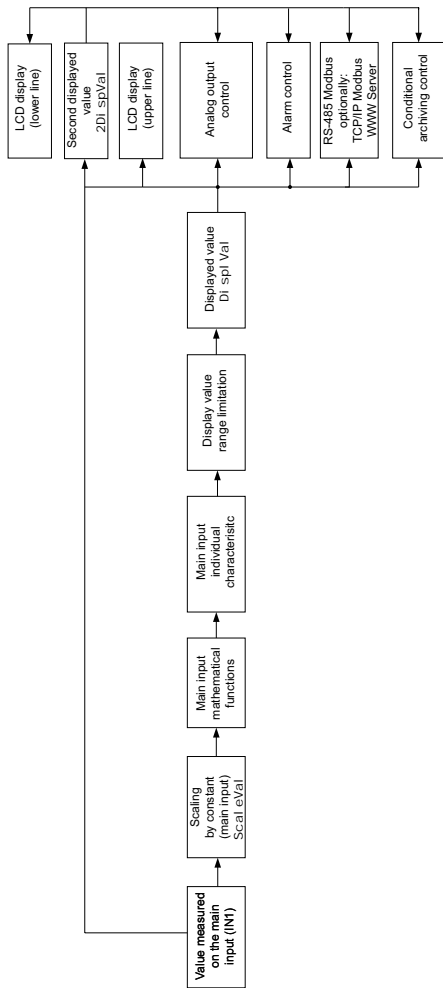 Value measured
on the main
input (IN1)
Scaling
by constant
(main input)
Scal eVal
Main input
mathematical
functions
Main input
individual
characterisitc
Display value
range limitation
Displayed value
Di spl Val
LCD display
(lower line)
Second displayed
value
2Di spVal
LCD display
(upper line)
Analog output
control
Alarm control
RS-485 Modbus
optionally:
TCP/IP Modbus
WWW Server
Conditional
archiving control